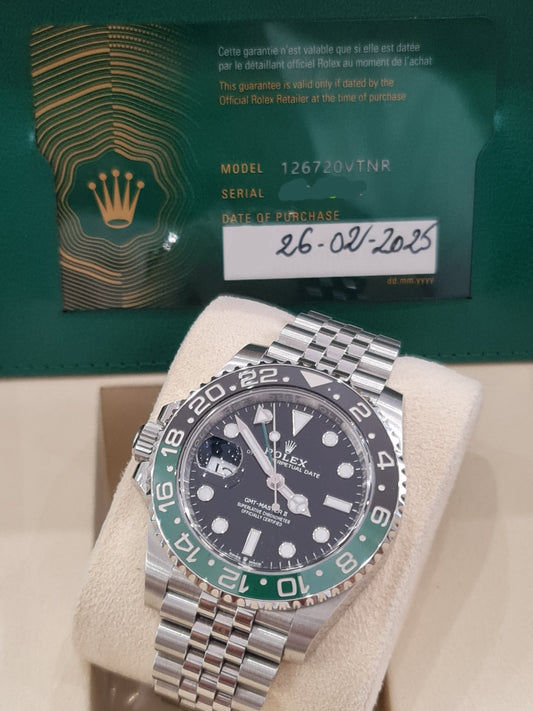 Cette garantie n'est valable que si elle est datée
par le détaillant officiel Rolex au moment de l'achat
This guarantee is valid only if dated by the
Official Rolex Retailer at the time of purchase
MODEL 126720VTNR
SERIAL
DATE OF PURCHASE
26-02-2025
dd.mm.yyyy
22
20
18
16
14
12
10
8
6
4
2
ROLEX
PERPETUAL DATE
GMT-MASTER II
SUPERLATIVE CHRONOMETER
OFFICIALLY CERTIFIED